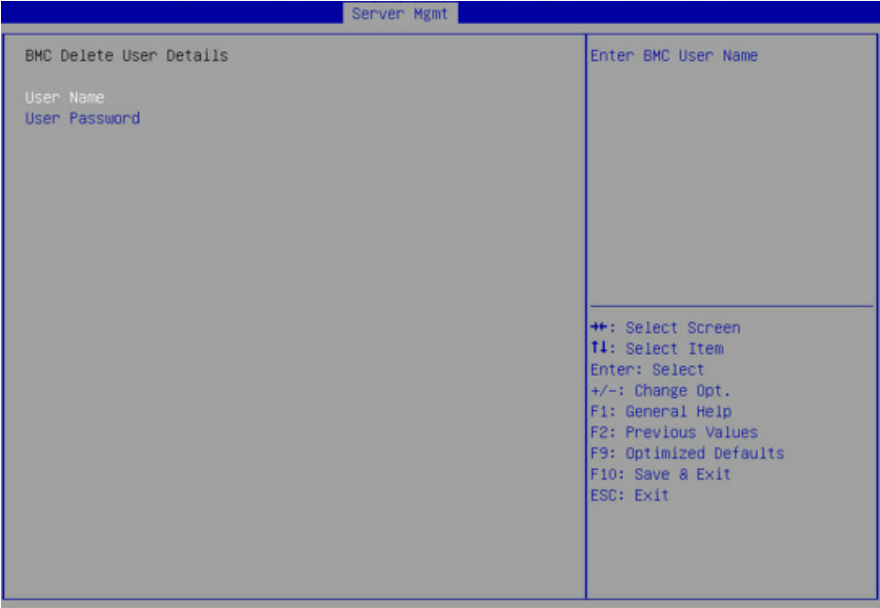 Server Mgmt
BMC Delete User Details
User Name
User Password
Enter BMC User Name
→←: Select Screen
↑↓: Select Item
Enter: Select
+/-: Change Opt.
F1: General Help
F2: Previous Values
F9: Optimized Defaults
F10: Save & Exit
ESC: Exit